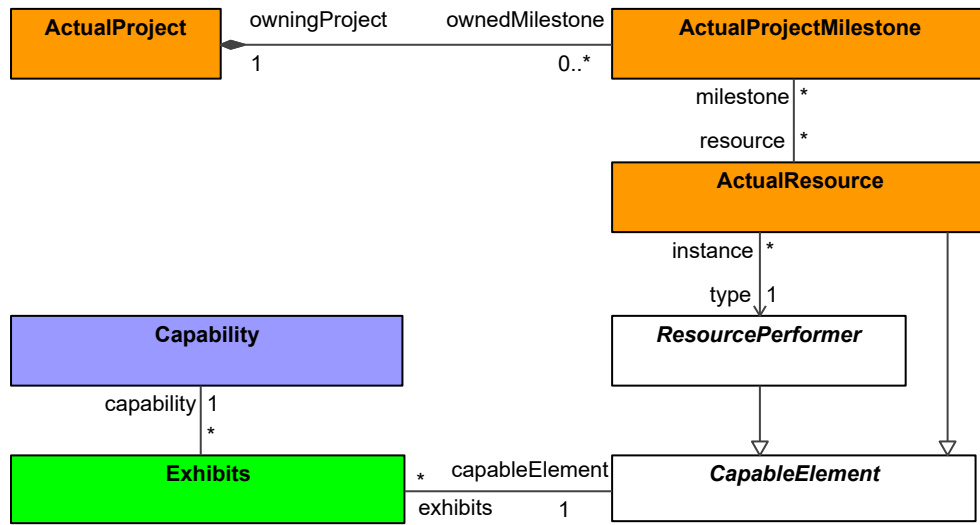 ActualProject
owningProject
ownedMilestone
1
0..*
ActualProjectMilestone
milestone *
resource *
ActualResource
instance *
type 1
ResourcePerformer
Capability
capability 1
*
Exhibits
* capableElement
exhibits 1
CapableElement